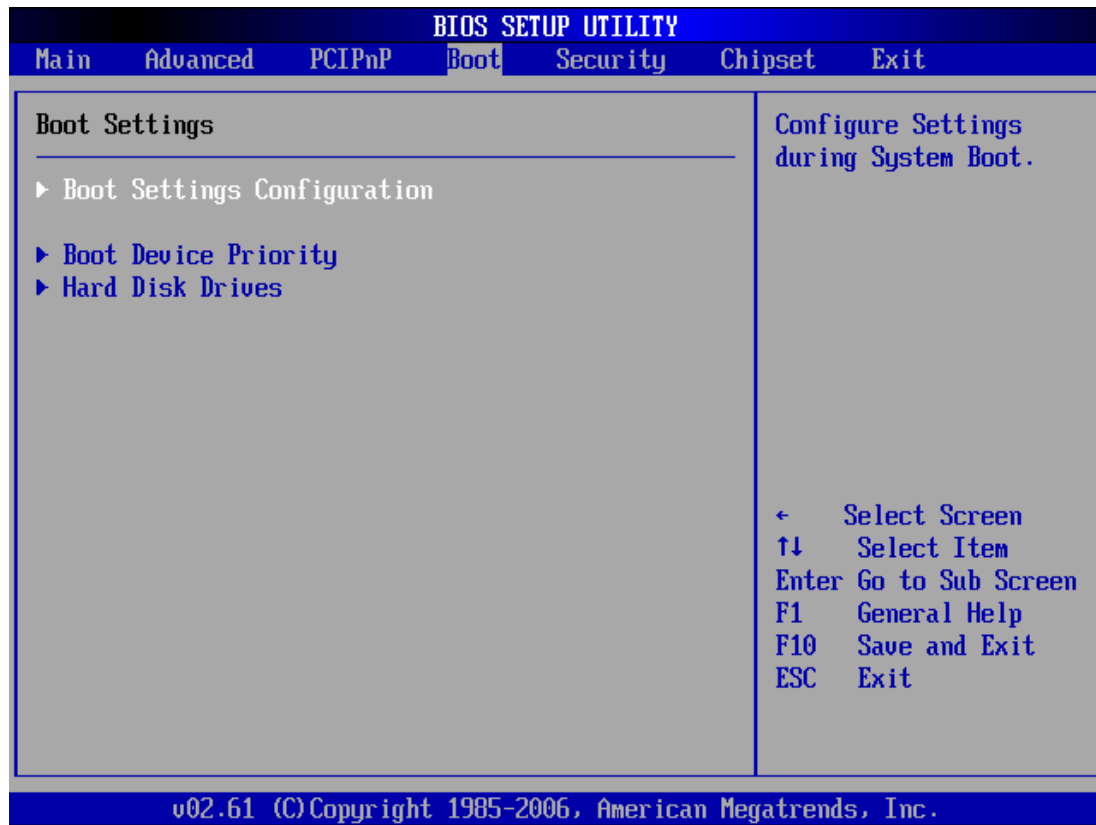 BIOS SETUP UTILITY
Main Advanced PCIPnP Boot Security Chipset Exit
Boot Settings
▶ Boot Settings Configuration
▶ Boot Device Priority
▶ Hard Disk Drives
Configure Settings
during System Boot.
← Select Screen
↑↓ Select Item
Enter Go to Sub Screen
F1 General Help
F10 Save and Exit
ESC Exit
v02.61 (C)Copyright 1985-2006, American Megatrends, Inc.